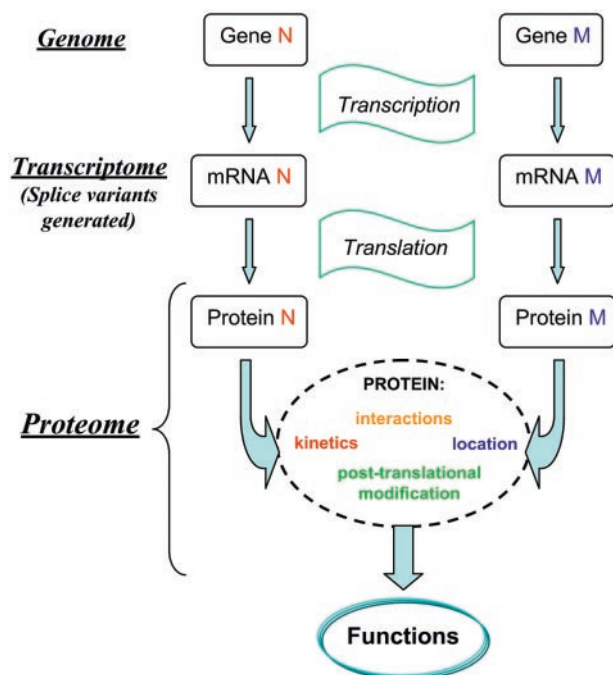 Genome
Gene N
Gene M
Transcription
Transcriptome
(Splice variants
generated)
mRNA N
mRNA M
Translation
Protein N
Protein M
Proteome
PROTEIN:
interactions
kinetics
location
post-translational
modification
Functions